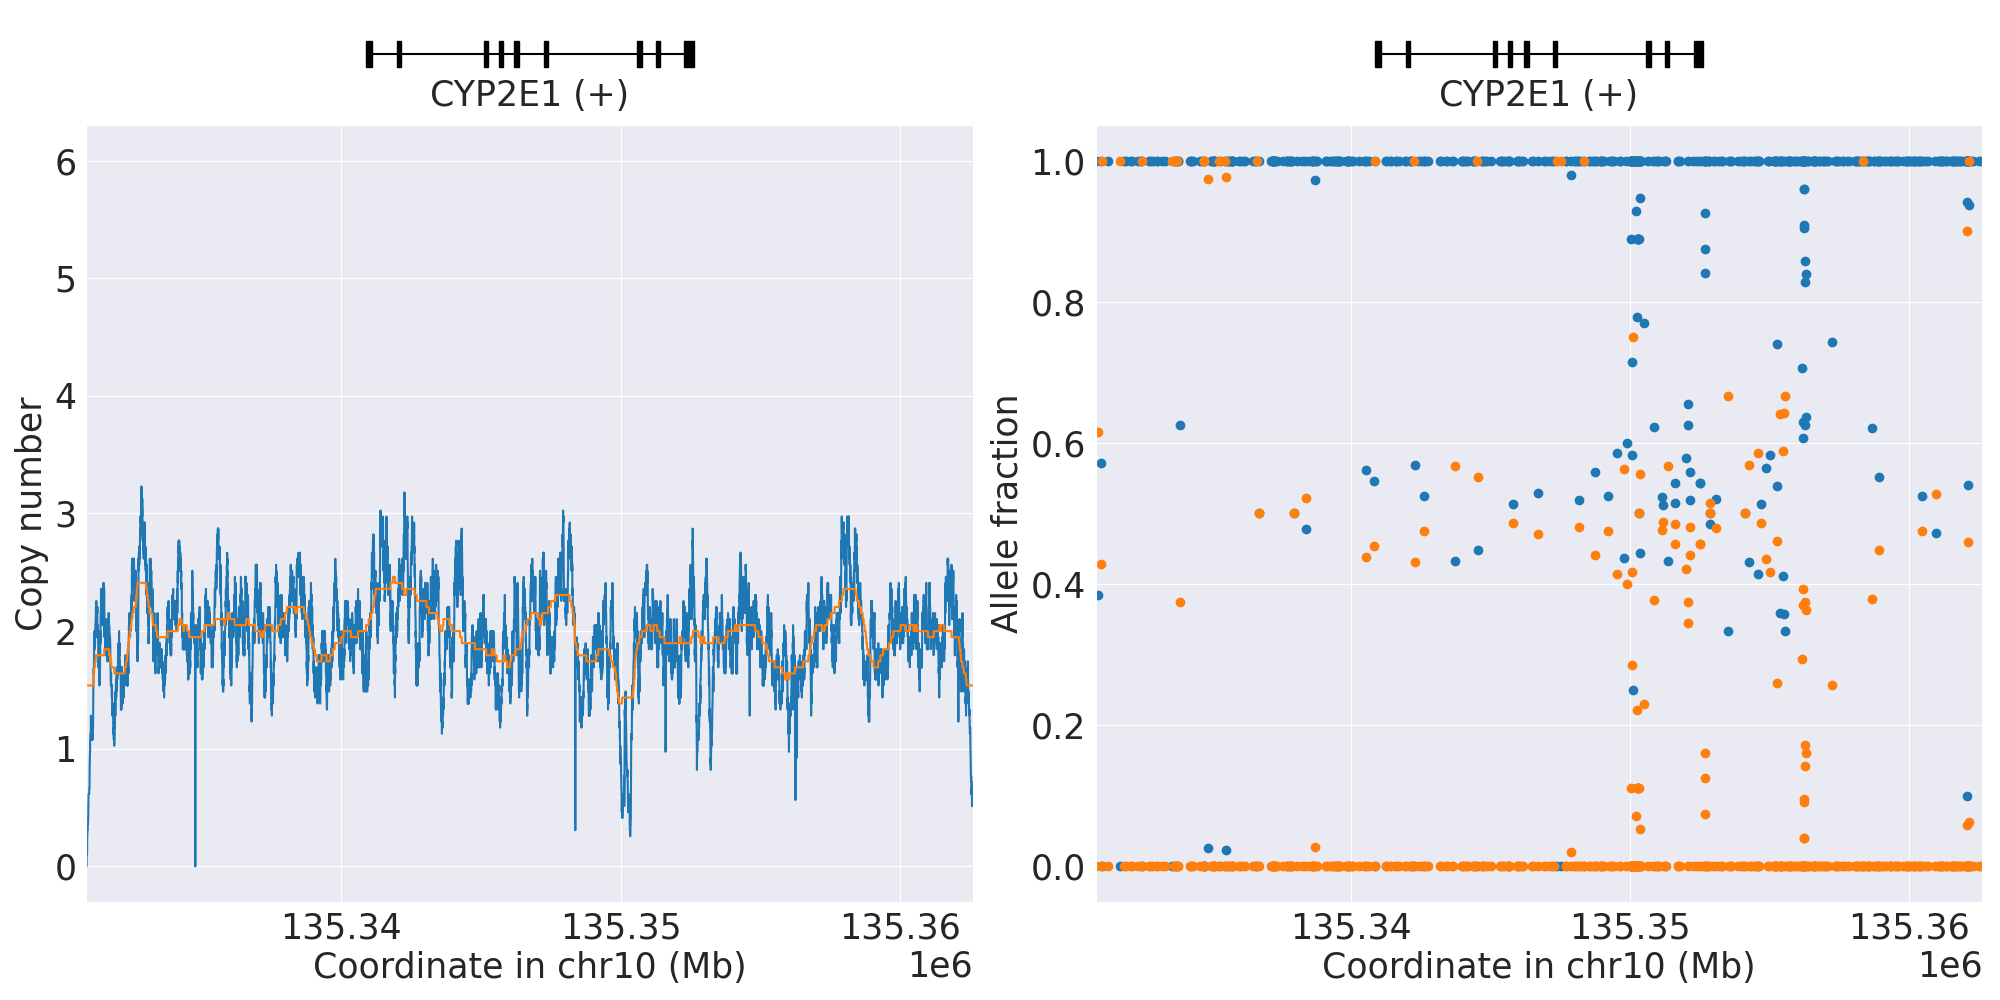 CYP2E1 (+)
6
5
4
3
2
1
0
Copy number
135.34 135.35 135.36
Coordinate in chr10 (Mb)
1e6
CYP2E1 (+)
1.0
0.8
0.6
0.4
0.2
0.0
Allele fraction
135.34 135.35 135.36
Coordinate in chr10 (Mb)
1e6